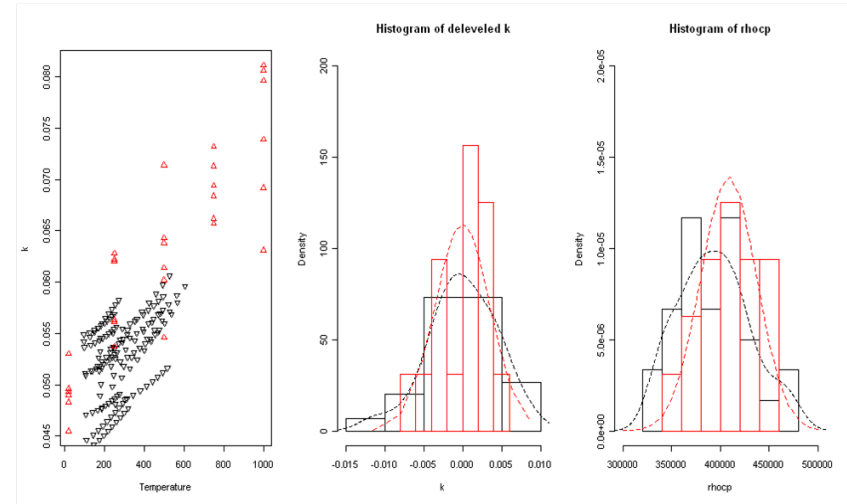 Histogram of deleveled k
Histogram of rhocp
k
0.045 0.050 0.055 0.060 0.065 0.070 0.075 0.080
0 200 400 600 800 1000
Temperature
Density
0 50 100 150 200
-0.015 -0.005 0.000 0.005 0.010
k
Density
0.0e+00 5.0e-06 1.0e-05 1.5e-05 2.0e-05
300000 350000 400000 450000 500000
rhocp